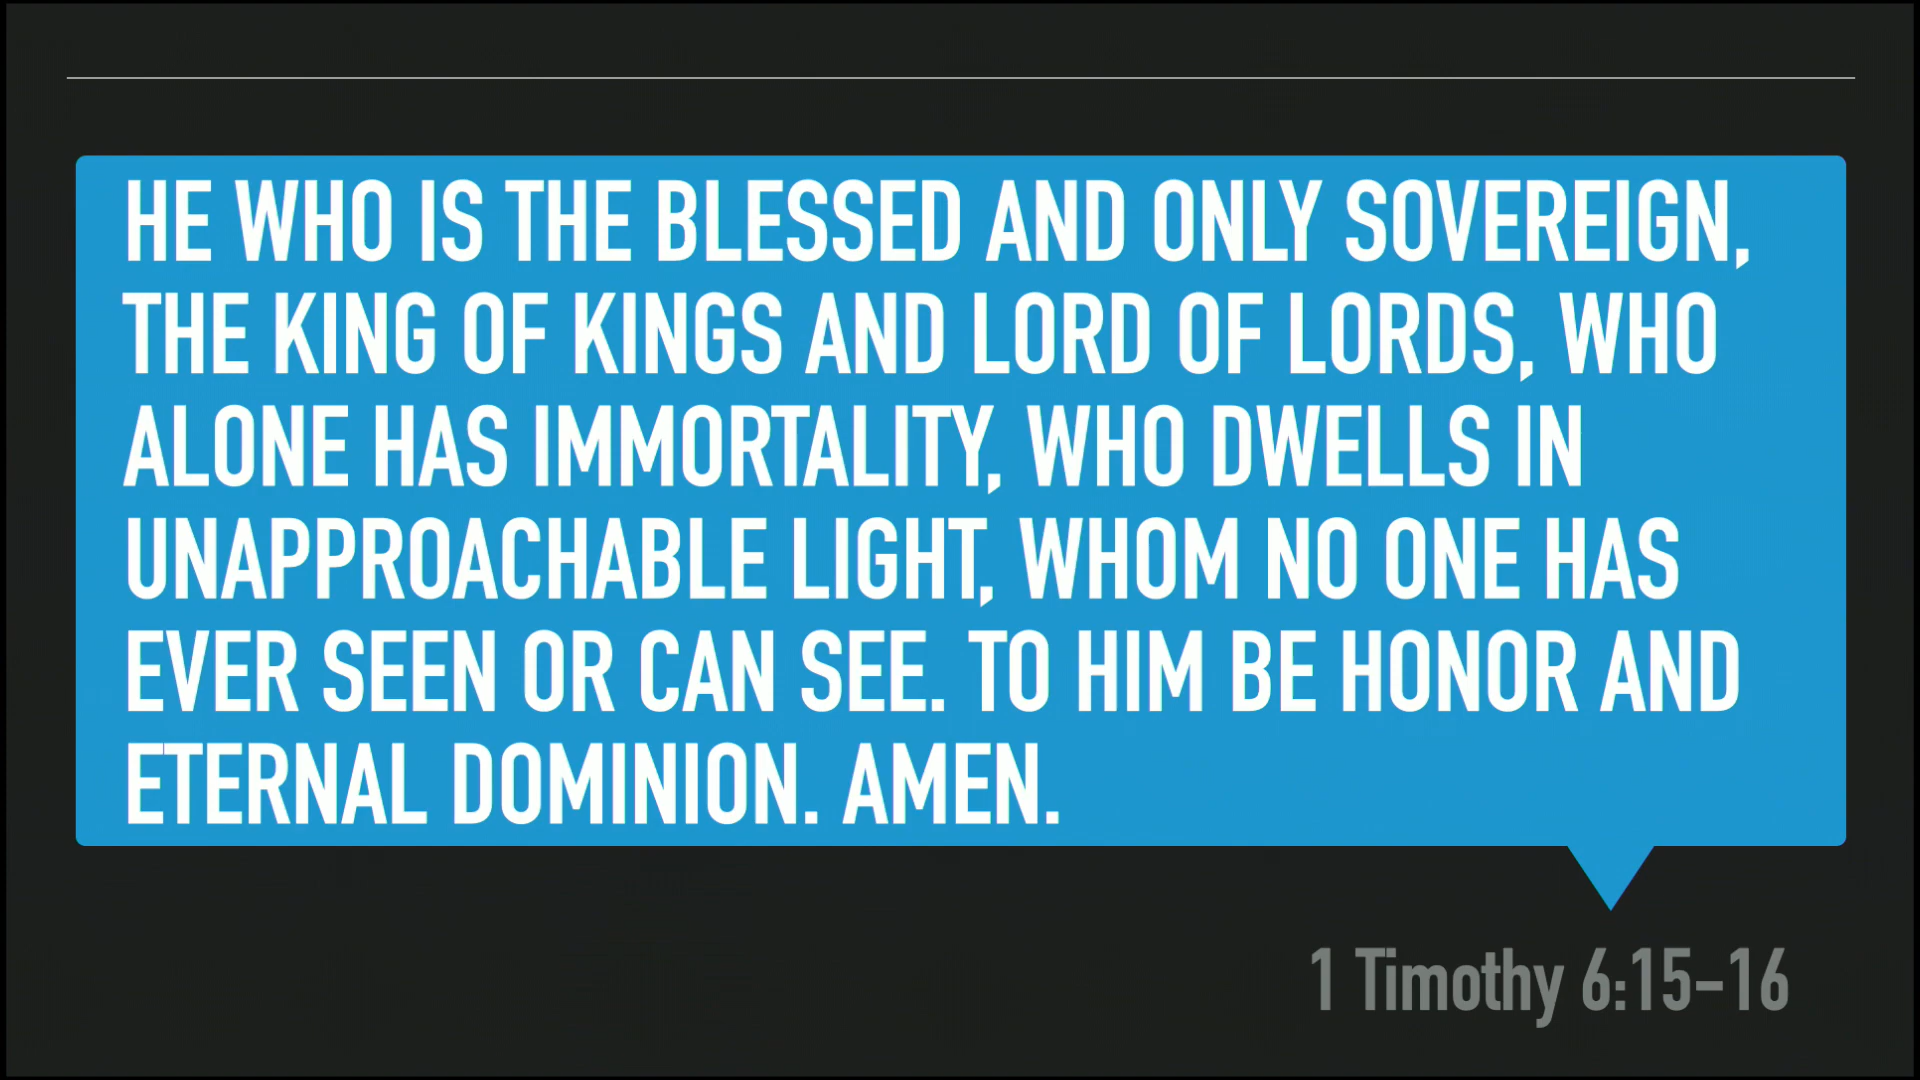 HE WHO IS THE BLESSED AND ONLY SOVEREIGN,
THE KING OF KINGS AND LORD OF LORDS, WHO
ALONE HAS IMMORTALITY, WHO DWELLS IN
UNAPPROACHABLE LIGHT, WHOM NO ONE HAS
EVER SEEN OR CAN SEE. TO HIM BE HONOR AND
ETERNAL DOMINION. AMEN.
1 Timothy 6:15–16